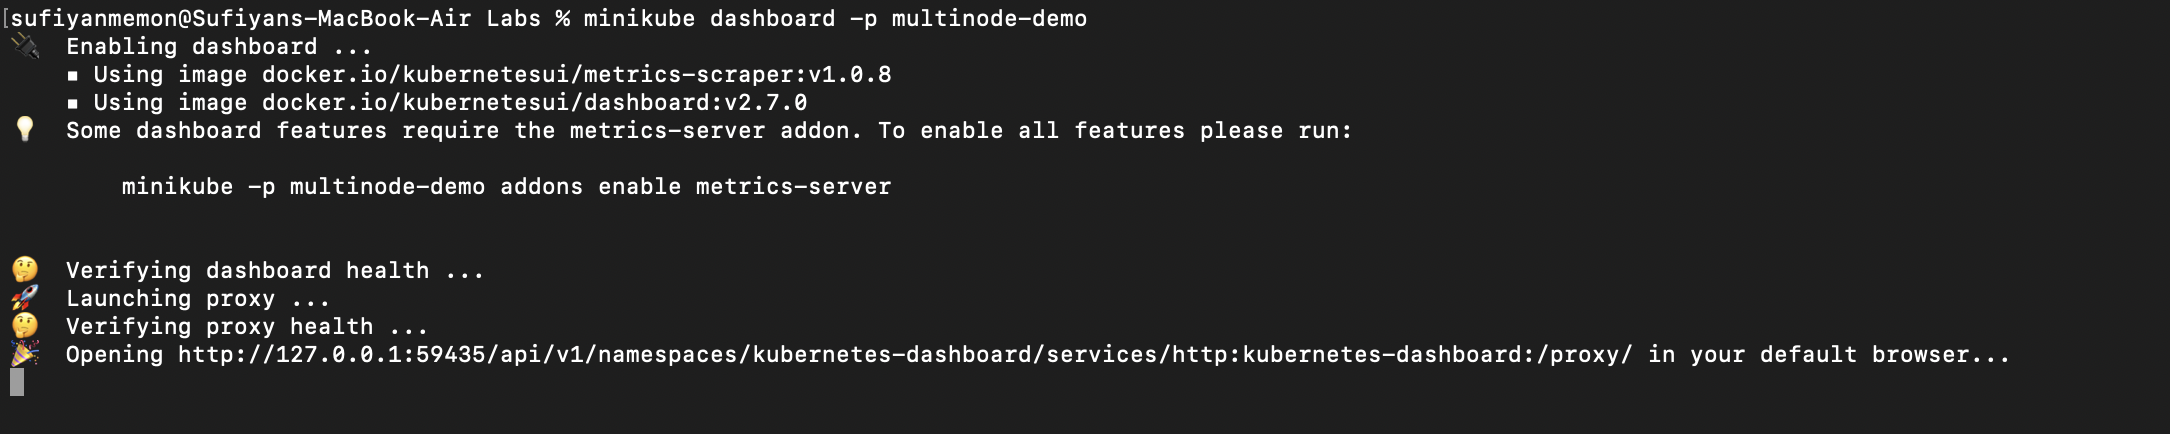 [sufiyanmemon@Sufiyans-MacBook-Air Labs % minikube dashboard -p multinode-demo
🔌  Enabling dashboard ...
▪ Using image docker.io/kubernetesui/metrics-scraper:v1.0.8
▪ Using image docker.io/kubernetesui/dashboard:v2.7.0
💡  Some dashboard features require the metrics-server addon. To enable all features please run:
minikube -p multinode-demo addons enable metrics-server
🤔  Verifying dashboard health ...
🚀  Launching proxy ...
🤔  Verifying proxy health ...
🎉  Opening http://127.0.0.1:59435/api/v1/namespaces/kubernetes-dashboard/services/http:kubernetes-dashboard:/proxy/ in your default browser...